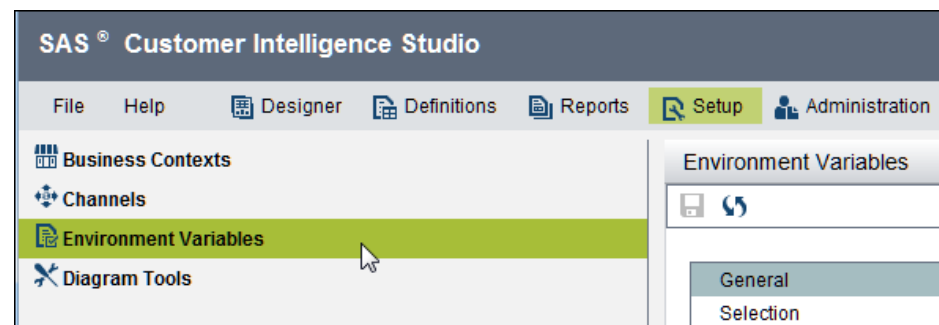 SAS ® Customer Intelligence Studio
File Help Designer Definitions Reports Setup Administration
Business Contexts
Channels
Environment Variables
Diagram Tools
Environment Variables
General
Selection